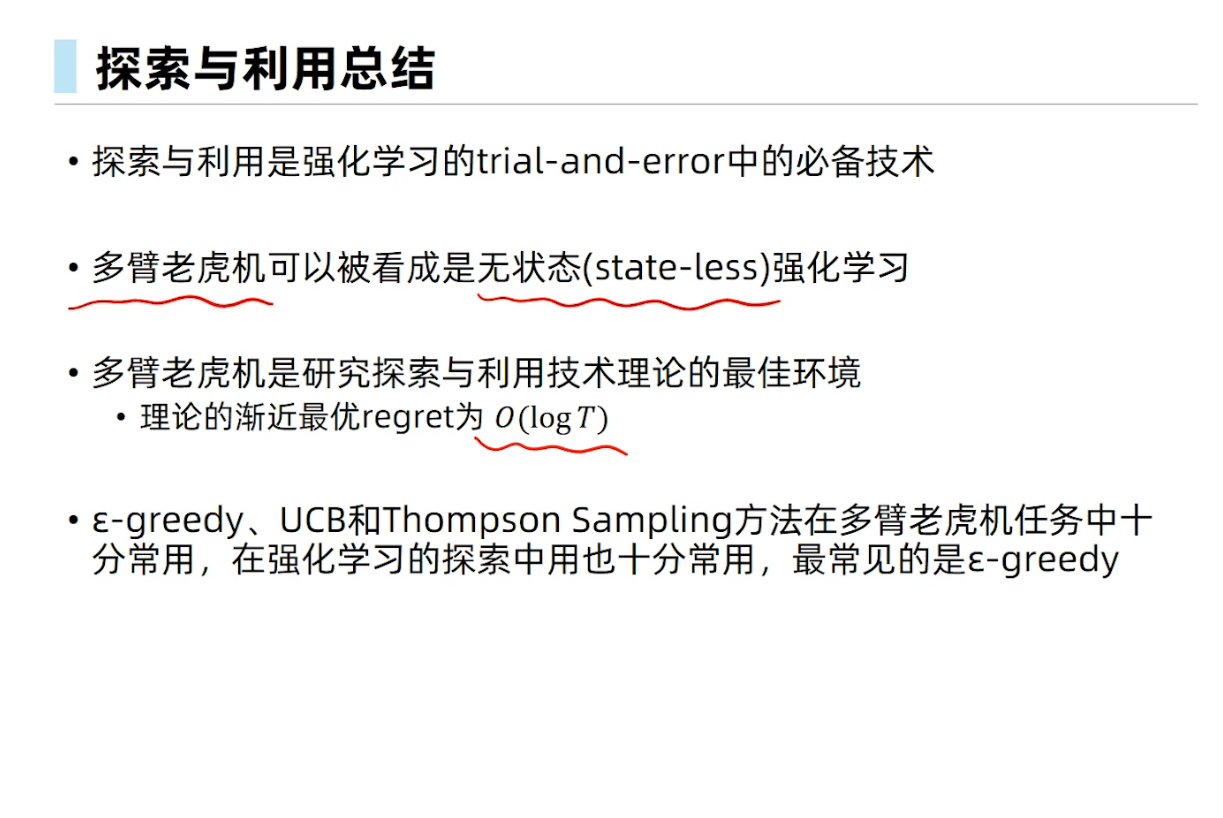 探索与利用总结
• 探索与利用是强化学习的trial-and-error中的必备技术
• 多臂老虎机可以被看成是无状态(state-less)强化学习
• 多臂老虎机是研究探索与利用技术理论的最佳环境
• 理论的渐近最优regret为 O(log T)
• ε-greedy、UCB和Thompson Sampling方法在多臂老虎机任务中十
分常用，在强化学习的探索中用也十分常用，最常见的是ε-greedy